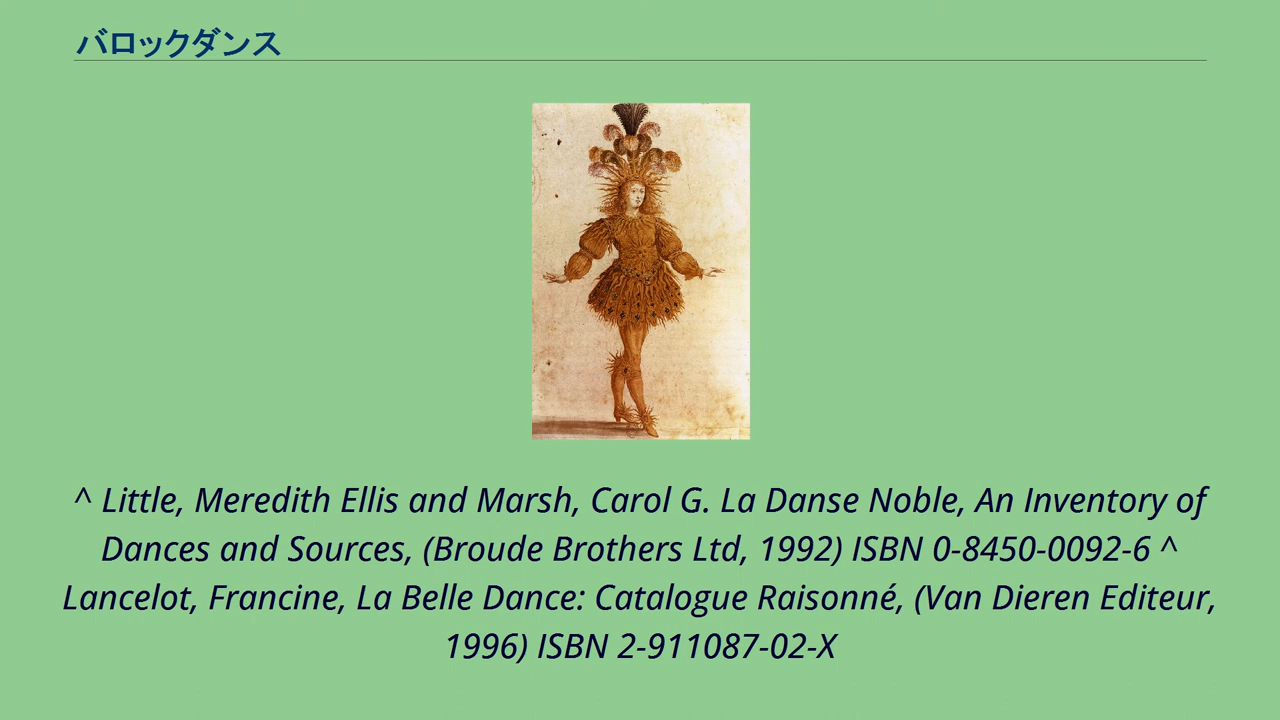 バロックダンス
^ Little, Meredith Ellis and Marsh, Carol G. La Danse Noble, An Inventory of
Dances and Sources, (Broude Brothers Ltd, 1992) ISBN 0-8450-0092-6 ^
Lancelot, Francine, La Belle Dance: Catalogue Raisonné, (Van Dieren Editeur,
1996) ISBN 2-911087-02-X